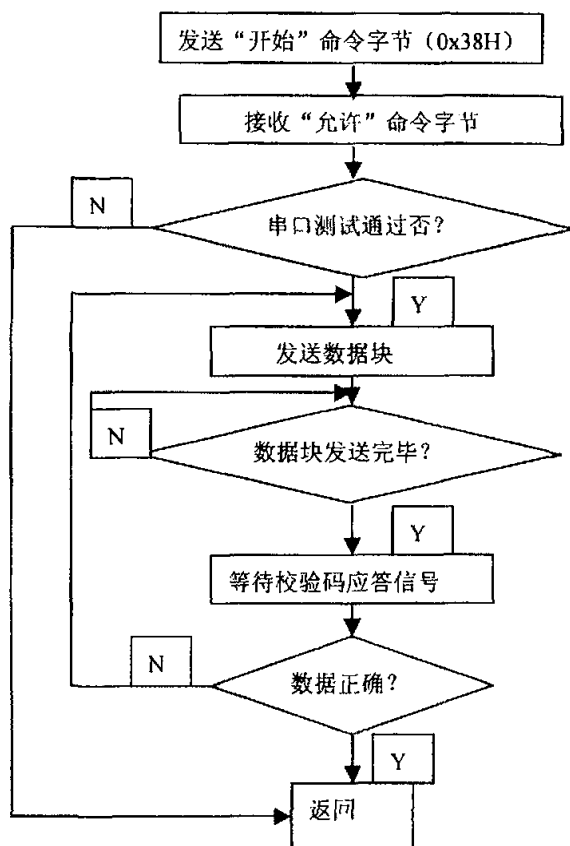 发送“开始”命令字节（0x38H）
接收“允许”命令字节
N
串口测试通过否？
Y
发送数据块
N
数据块发送完毕？
Y
等待校验码应答信号
N
数据正确？
Y
返回